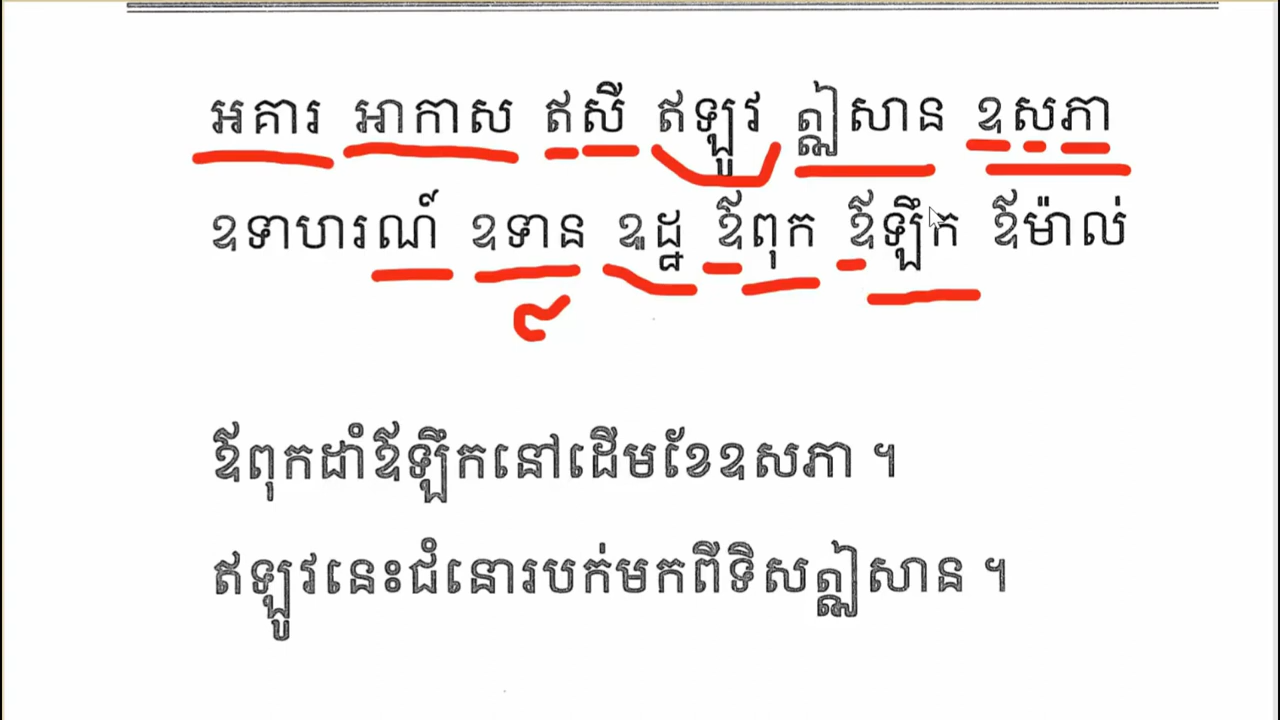 អគារ អាកាស ឥសី ឥឡូវ ឦសាន ឧសភា
ឧទាហរណ៍ ឧទាន ឩដ្ឋ ឪពុក ឪឡឹក ឪម៉ាល់
ឪពុកដាំឪឡឹកនៅដើមខែឧសភា ។
ឥឡូវនេះជំនោរបក់មកពីទិសឦសាន ។